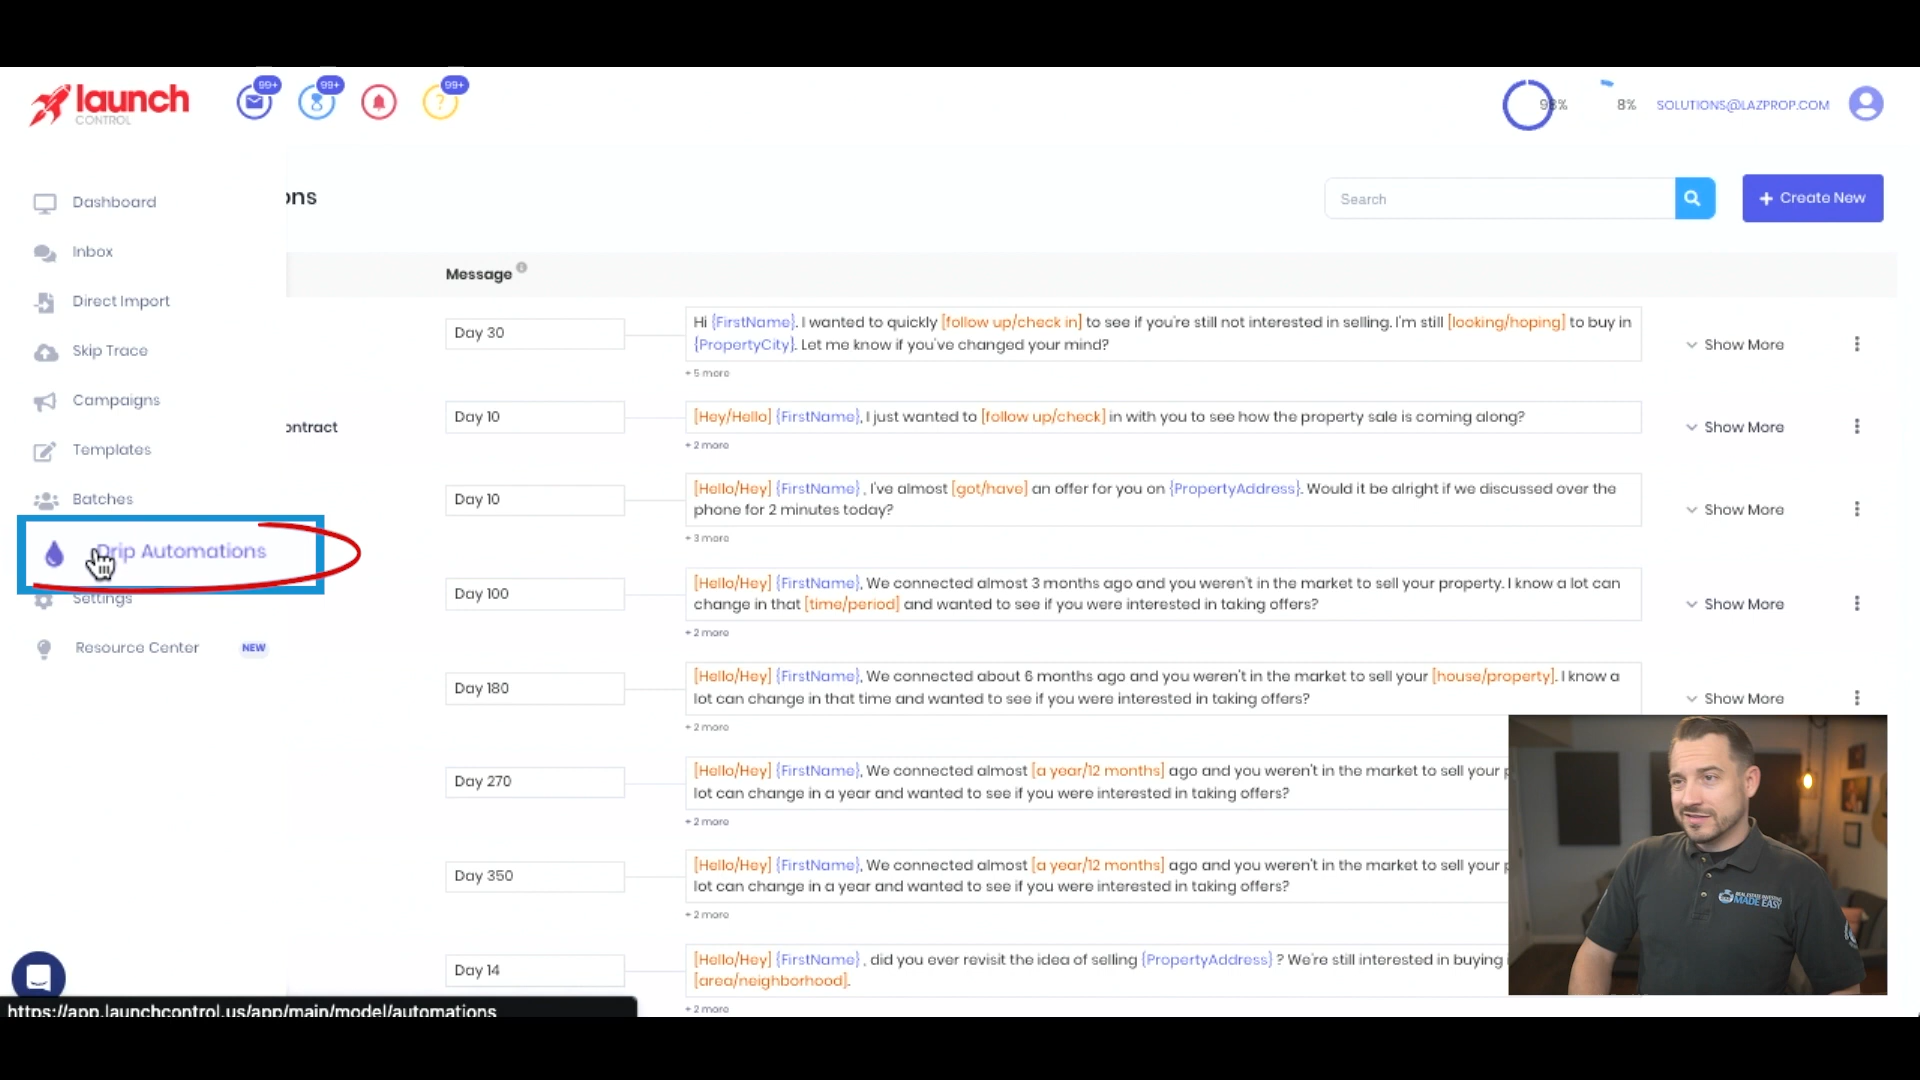 launch
CONTROL
99+
99+
99+
?
98%
8%
SOLUTIONS@LAZPROP.COM
Dashboard
Inbox
Direct Import
Skip Trace
Campaigns
Templates
Batches
Drip Automations
Settings
Resource Center NEW
ons
Search
+ Create New
Message
Day 30
Hi {FirstName}. I wanted to quickly [follow up/check in] to see if you're still not interested in selling. I'm still [looking/hoping] to buy in
{PropertyCity}. Let me know if you've changed your mind?
+ 5 more
Show More
ontract
Day 10
[Hey/Hello] {FirstName}, I just wanted to [follow up/check] in with you to see how the property sale is coming along?
+ 2 more
Show More
Day 10
[Hello/Hey] {FirstName} , I've almost [got/have] an offer for you on {PropertyAddress}. Would it be alright if we discussed over the
phone for 2 minutes today?
+ 3 more
Show More
Day 100
[Hello/Hey] {FirstName}, We connected almost 3 months ago and you weren't in the market to sell your property. I know a lot can
change in that [time/period] and wanted to see if you were interested in taking offers?
+ 2 more
Show More
Day 180
[Hello/Hey] {FirstName}, We connected about 6 months ago and you weren't in the market to sell your [house/property]. I know a
lot can change in that time and wanted to see if you were interested in taking offers?
+ 2 more
Show More
Day 270
[Hello/Hey] {FirstName}, We connected almost [a year/12 months] ago and you weren't in the market to sell your p
lot can change in a year and wanted to see if you were interested in taking offers?
+ 2 more
Day 350
[Hello/Hey] {FirstName}, We connected almost [a year/12 months] ago and you weren't in the market to sell your p
lot can change in a year and wanted to see if you were interested in taking offers?
+ 2 more
Day 14
[Hello/Hey] {FirstName} , did you ever revisit the idea of selling {PropertyAddress} ? We're still interested in buying i
[area/neighborhood].
+ 2 more
REAL ESTATE INVESTING
MADE EASY
https://app.launchcontrol.us/app/main/model/automations